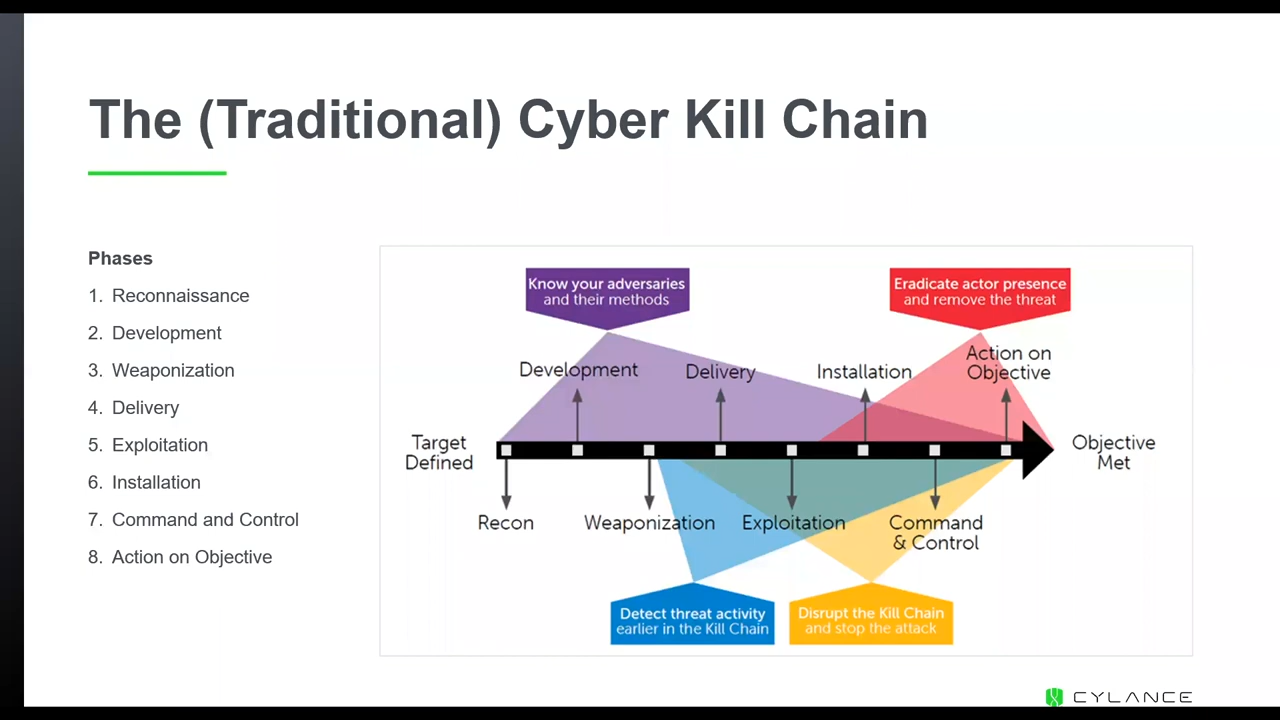 The (Traditional) Cyber Kill Chain
Phases
1. Reconnaissance
2. Development
3. Weaponization
4. Delivery
5. Exploitation
6. Installation
7. Command and Control
8. Action on Objective
Know your adversaries
and their methods
Eradicate actor presence
and remove the threat
Development
Delivery
Installation
Action on
Objective
Target
Defined
Objective
Met
Recon
Weaponization
Exploitation
Command
& Control
Detect threat activity
earlier in the Kill Chain
Disrupt the Kill Chain
and stop the attack
CYLANCE